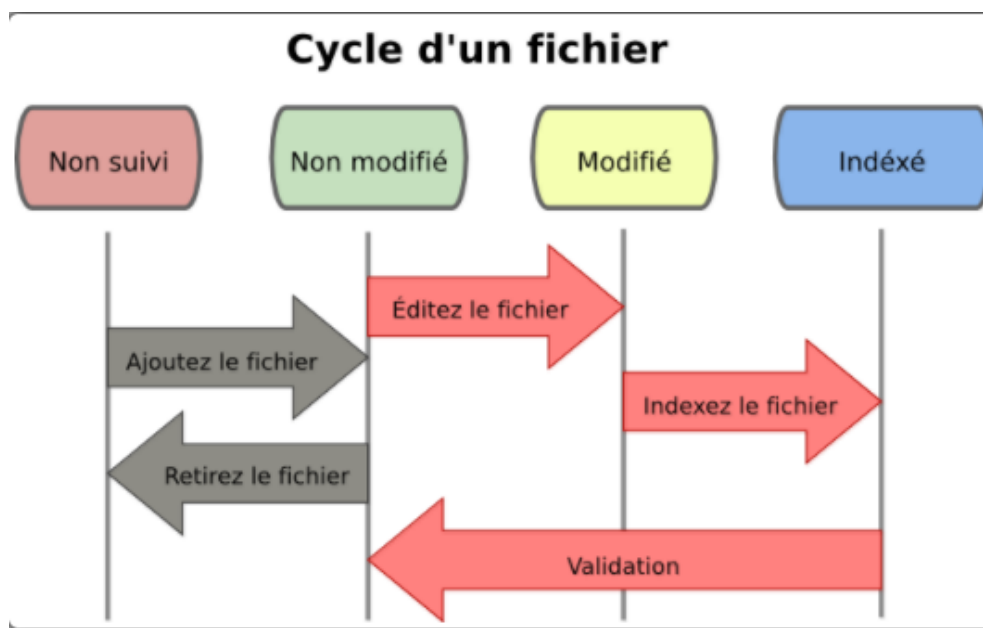 Cycle d'un fichier
Non suivi
Non modifié
Modifié
Indéxé
Éditez le fichier
Ajoutez le fichier
Indexez le fichier
Retirez le fichier
Validation